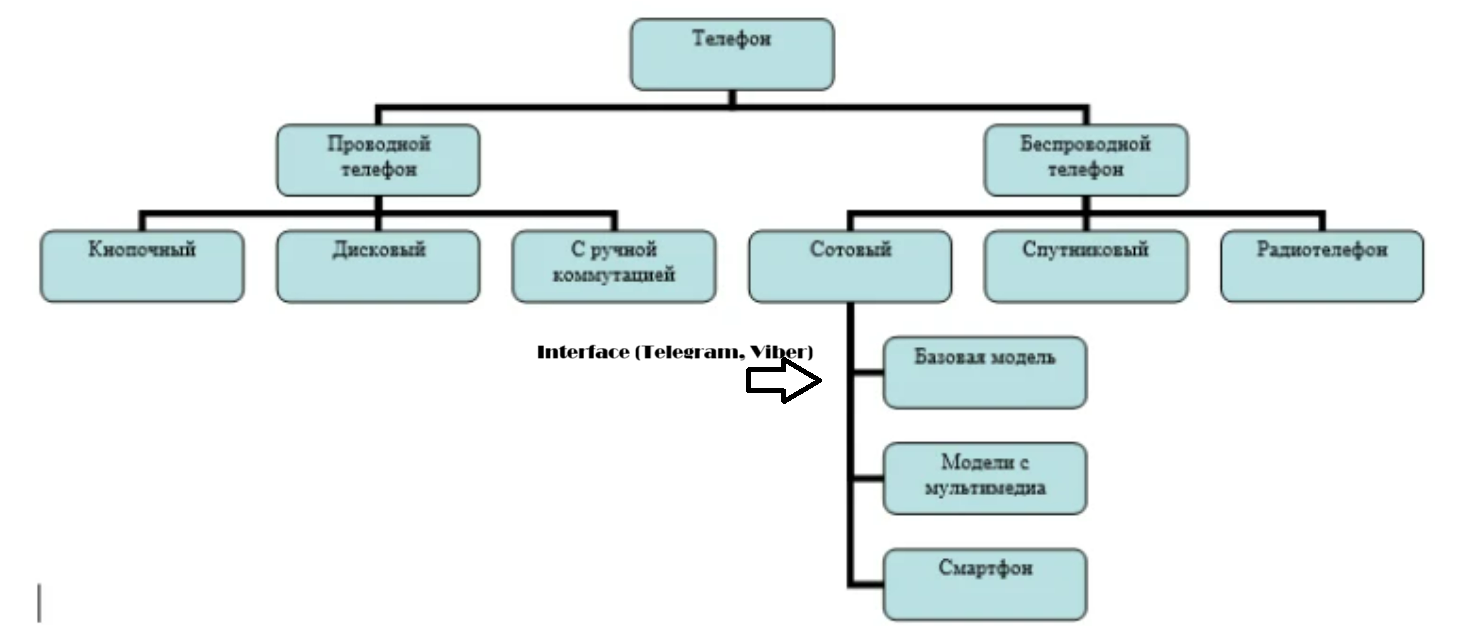 Телефон
Проводной
телефон
Беспроводной
телефон
Кнопочный
Дисковый
С ручной
коммутацией
Сотовый
Спутниковый
Радиотелефон
Interface (Telegram, Viber)
Базовая модель
Модели с
мультимедиа
Смартфон